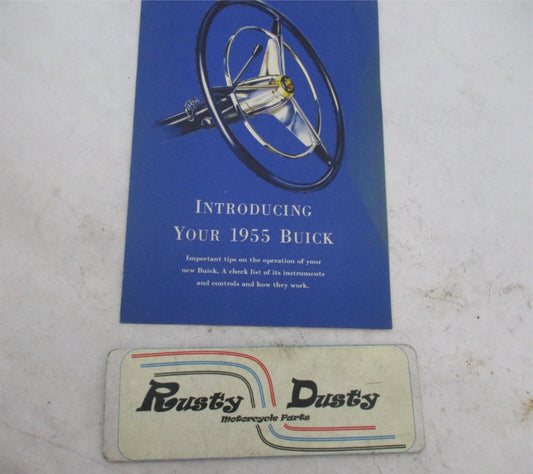 INTRODUCING
YOUR 1955 BUICK
Important tips on the operation of your
new Buick. A check list of its instruments
and controls and how they work.
Rusty Dusty
Motorcycle Parts